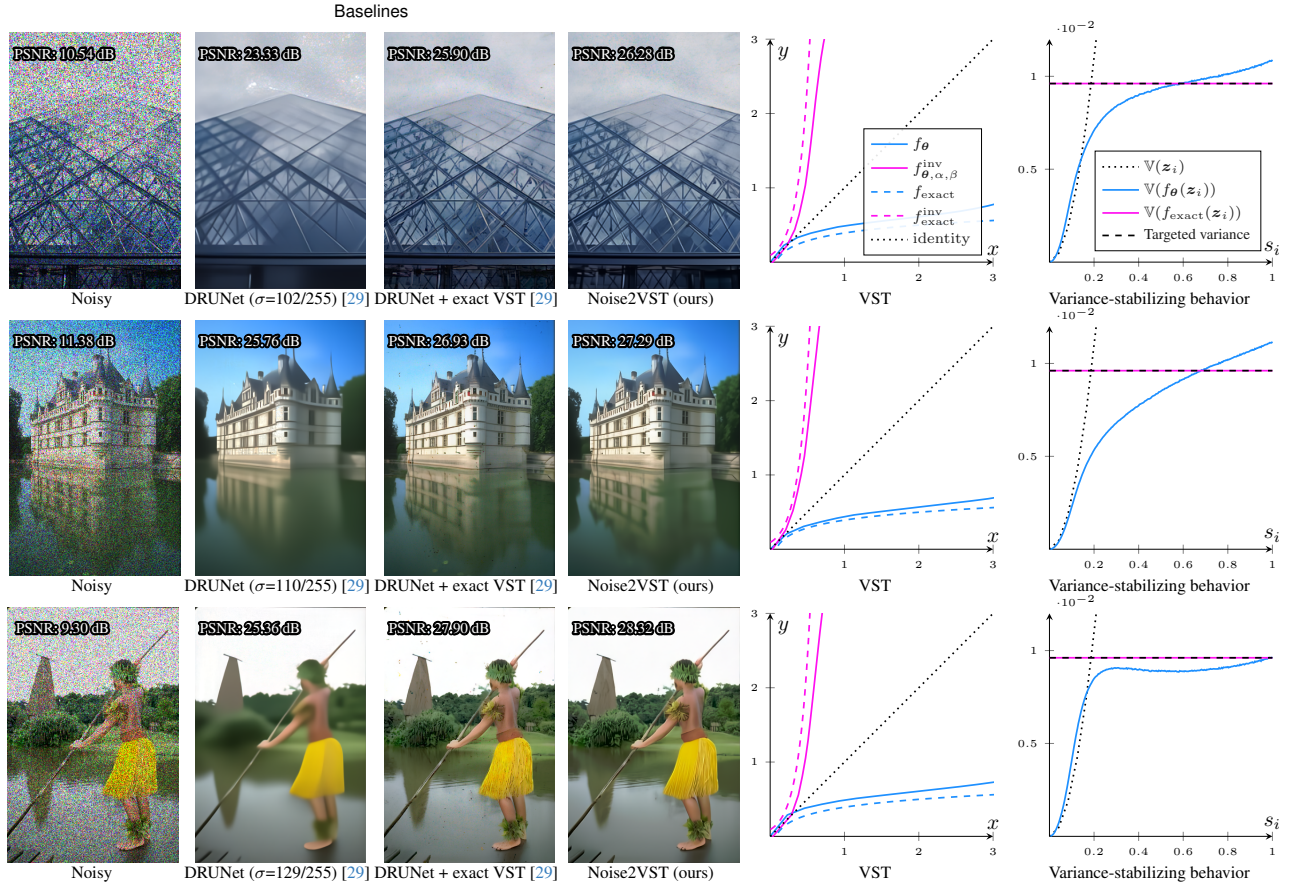 Baselines
PSNR: 10.54 dB
PSNR: 23.33 dB
PSNR: 25.90 dB
PSNR: 26.28 dB
3
y
2
1
1
2
3
x
fθ
f^inv_θ,α,β
f_exact
f^inv_exact
identity
·10⁻²
1
0.5
0.2 0.4 0.6 0.8 1
s_i
𝕍(z_i)
𝕍(fθ(z_i))
𝕍(f_exact(z_i))
Targeted variance
Noisy
DRUNet (σ=102/255) [29]
DRUNet + exact VST [29]
Noise2VST (ours)
VST
Variance-stabilizing behavior
PSNR: 11.38 dB
PSNR: 25.76 dB
PSNR: 26.93 dB
PSNR: 27.29 dB
3
y
2
1
1
2
3
x
·10⁻²
1
0.5
0.2 0.4 0.6 0.8 1
s_i
Noisy
DRUNet (σ=110/255) [29]
DRUNet + exact VST [29]
Noise2VST (ours)
VST
Variance-stabilizing behavior
PSNR: 9.30 dB
PSNR: 25.36 dB
PSNR: 27.90 dB
PSNR: 28.32 dB
3
y
2
1
1
2
3
x
·10⁻²
1
0.5
0.2 0.4 0.6 0.8 1
s_i
Noisy
DRUNet (σ=129/255) [29]
DRUNet + exact VST [29]
Noise2VST (ours)
VST
Variance-stabilizing behavior